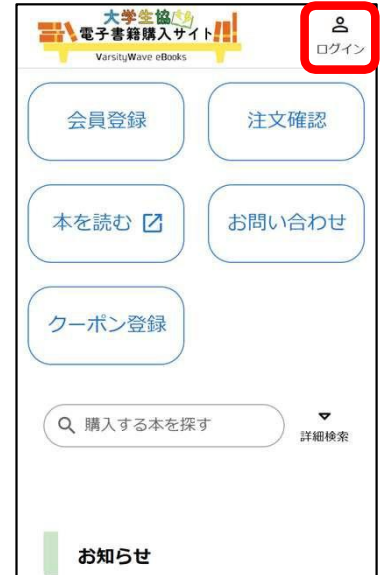 大学生協
電子書籍購入サイト
VarsityWave eBooks
ログイン
会員登録
注文確認
本を読む
お問い合わせ
クーポン登録
購入する本を探す
詳細検索
お知らせ